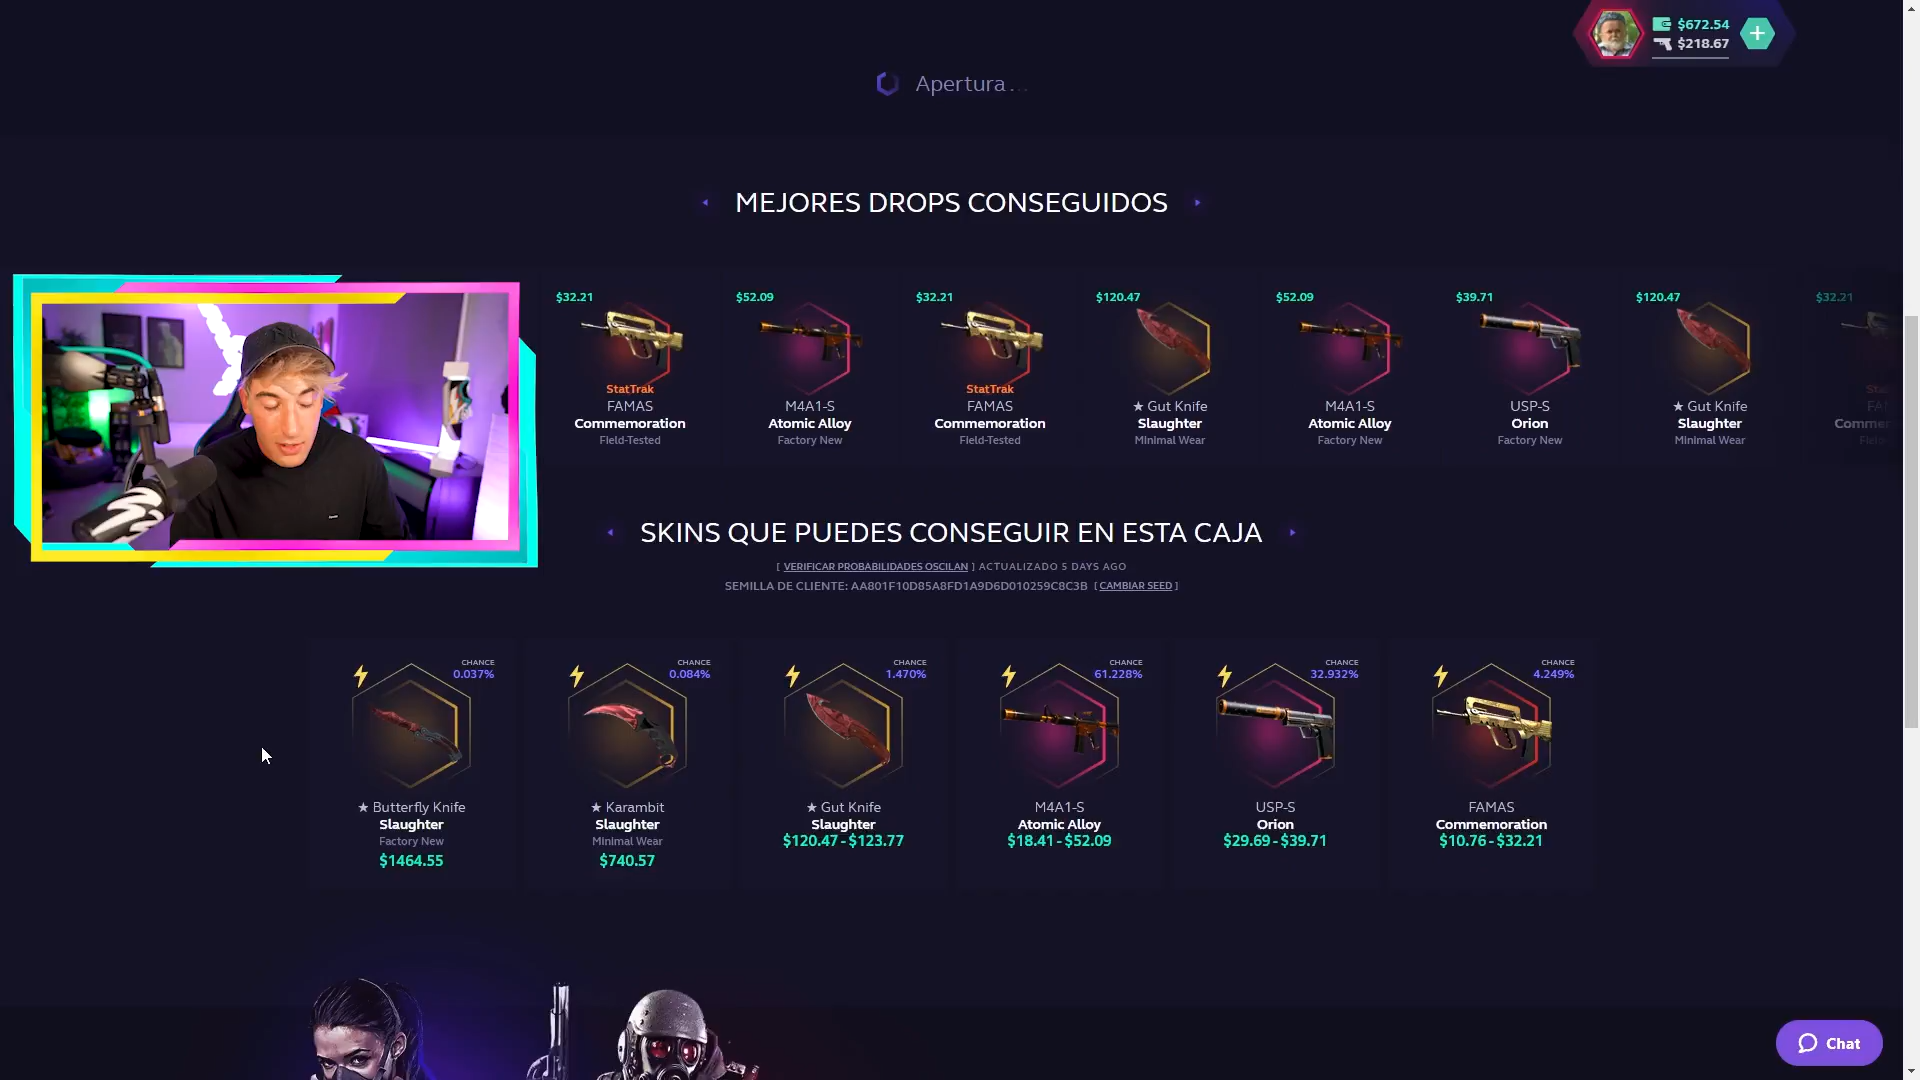 $672.54
$218.67
Apertura...
MEJORES DROPS CONSEGUIDOS
$32.21
StatTrak
FAMAS
Commemoration
Field-Tested
$52.09
M4A1-S
Atomic Alloy
Factory New
$32.21
StatTrak
FAMAS
Commemoration
Field-Tested
$120.47
★ Gut Knife
Slaughter
Minimal Wear
$52.09
M4A1-S
Atomic Alloy
Factory New
$39.71
USP-S
Orion
Factory New
$120.47
★ Gut Knife
Slaughter
Minimal Wear
$32.21
SKINS QUE PUEDES CONSEGUIR EN ESTA CAJA
[ VERIFICAR PROBABILIDADES OSCILAN ] ACTUALIZADO 5 DAYS AGO
SEMILLA DE CLIENTE: AA801F10D85A8FD1A9D6D010259C8C3B [ CAMBIAR SEED ]
CHANCE
0.037%
★ Butterfly Knife
Slaughter
Factory New
$1464.55
CHANCE
0.084%
★ Karambit
Slaughter
Minimal Wear
$740.57
CHANCE
1.470%
★ Gut Knife
Slaughter
$120.47 - $123.77
CHANCE
61.228%
M4A1-S
Atomic Alloy
$18.41 - $52.09
CHANCE
32.932%
USP-S
Orion
$29.69 - $39.71
CHANCE
4.249%
FAMAS
Commemoration
$10.76 - $32.21
Chat